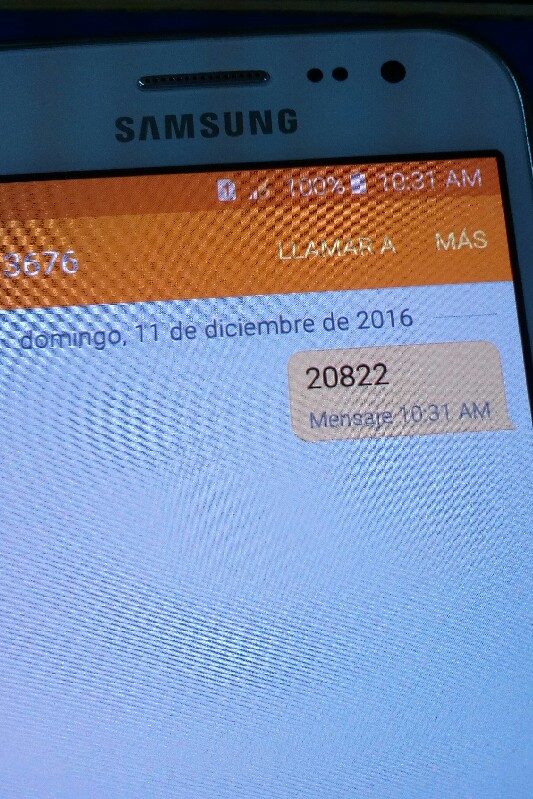 SAMSUNG
1 100% 10:31 AM
3676 LLAMAR A MÁS
domingo, 11 de diciembre de 2016
20822
Mensaje 10:31 AM